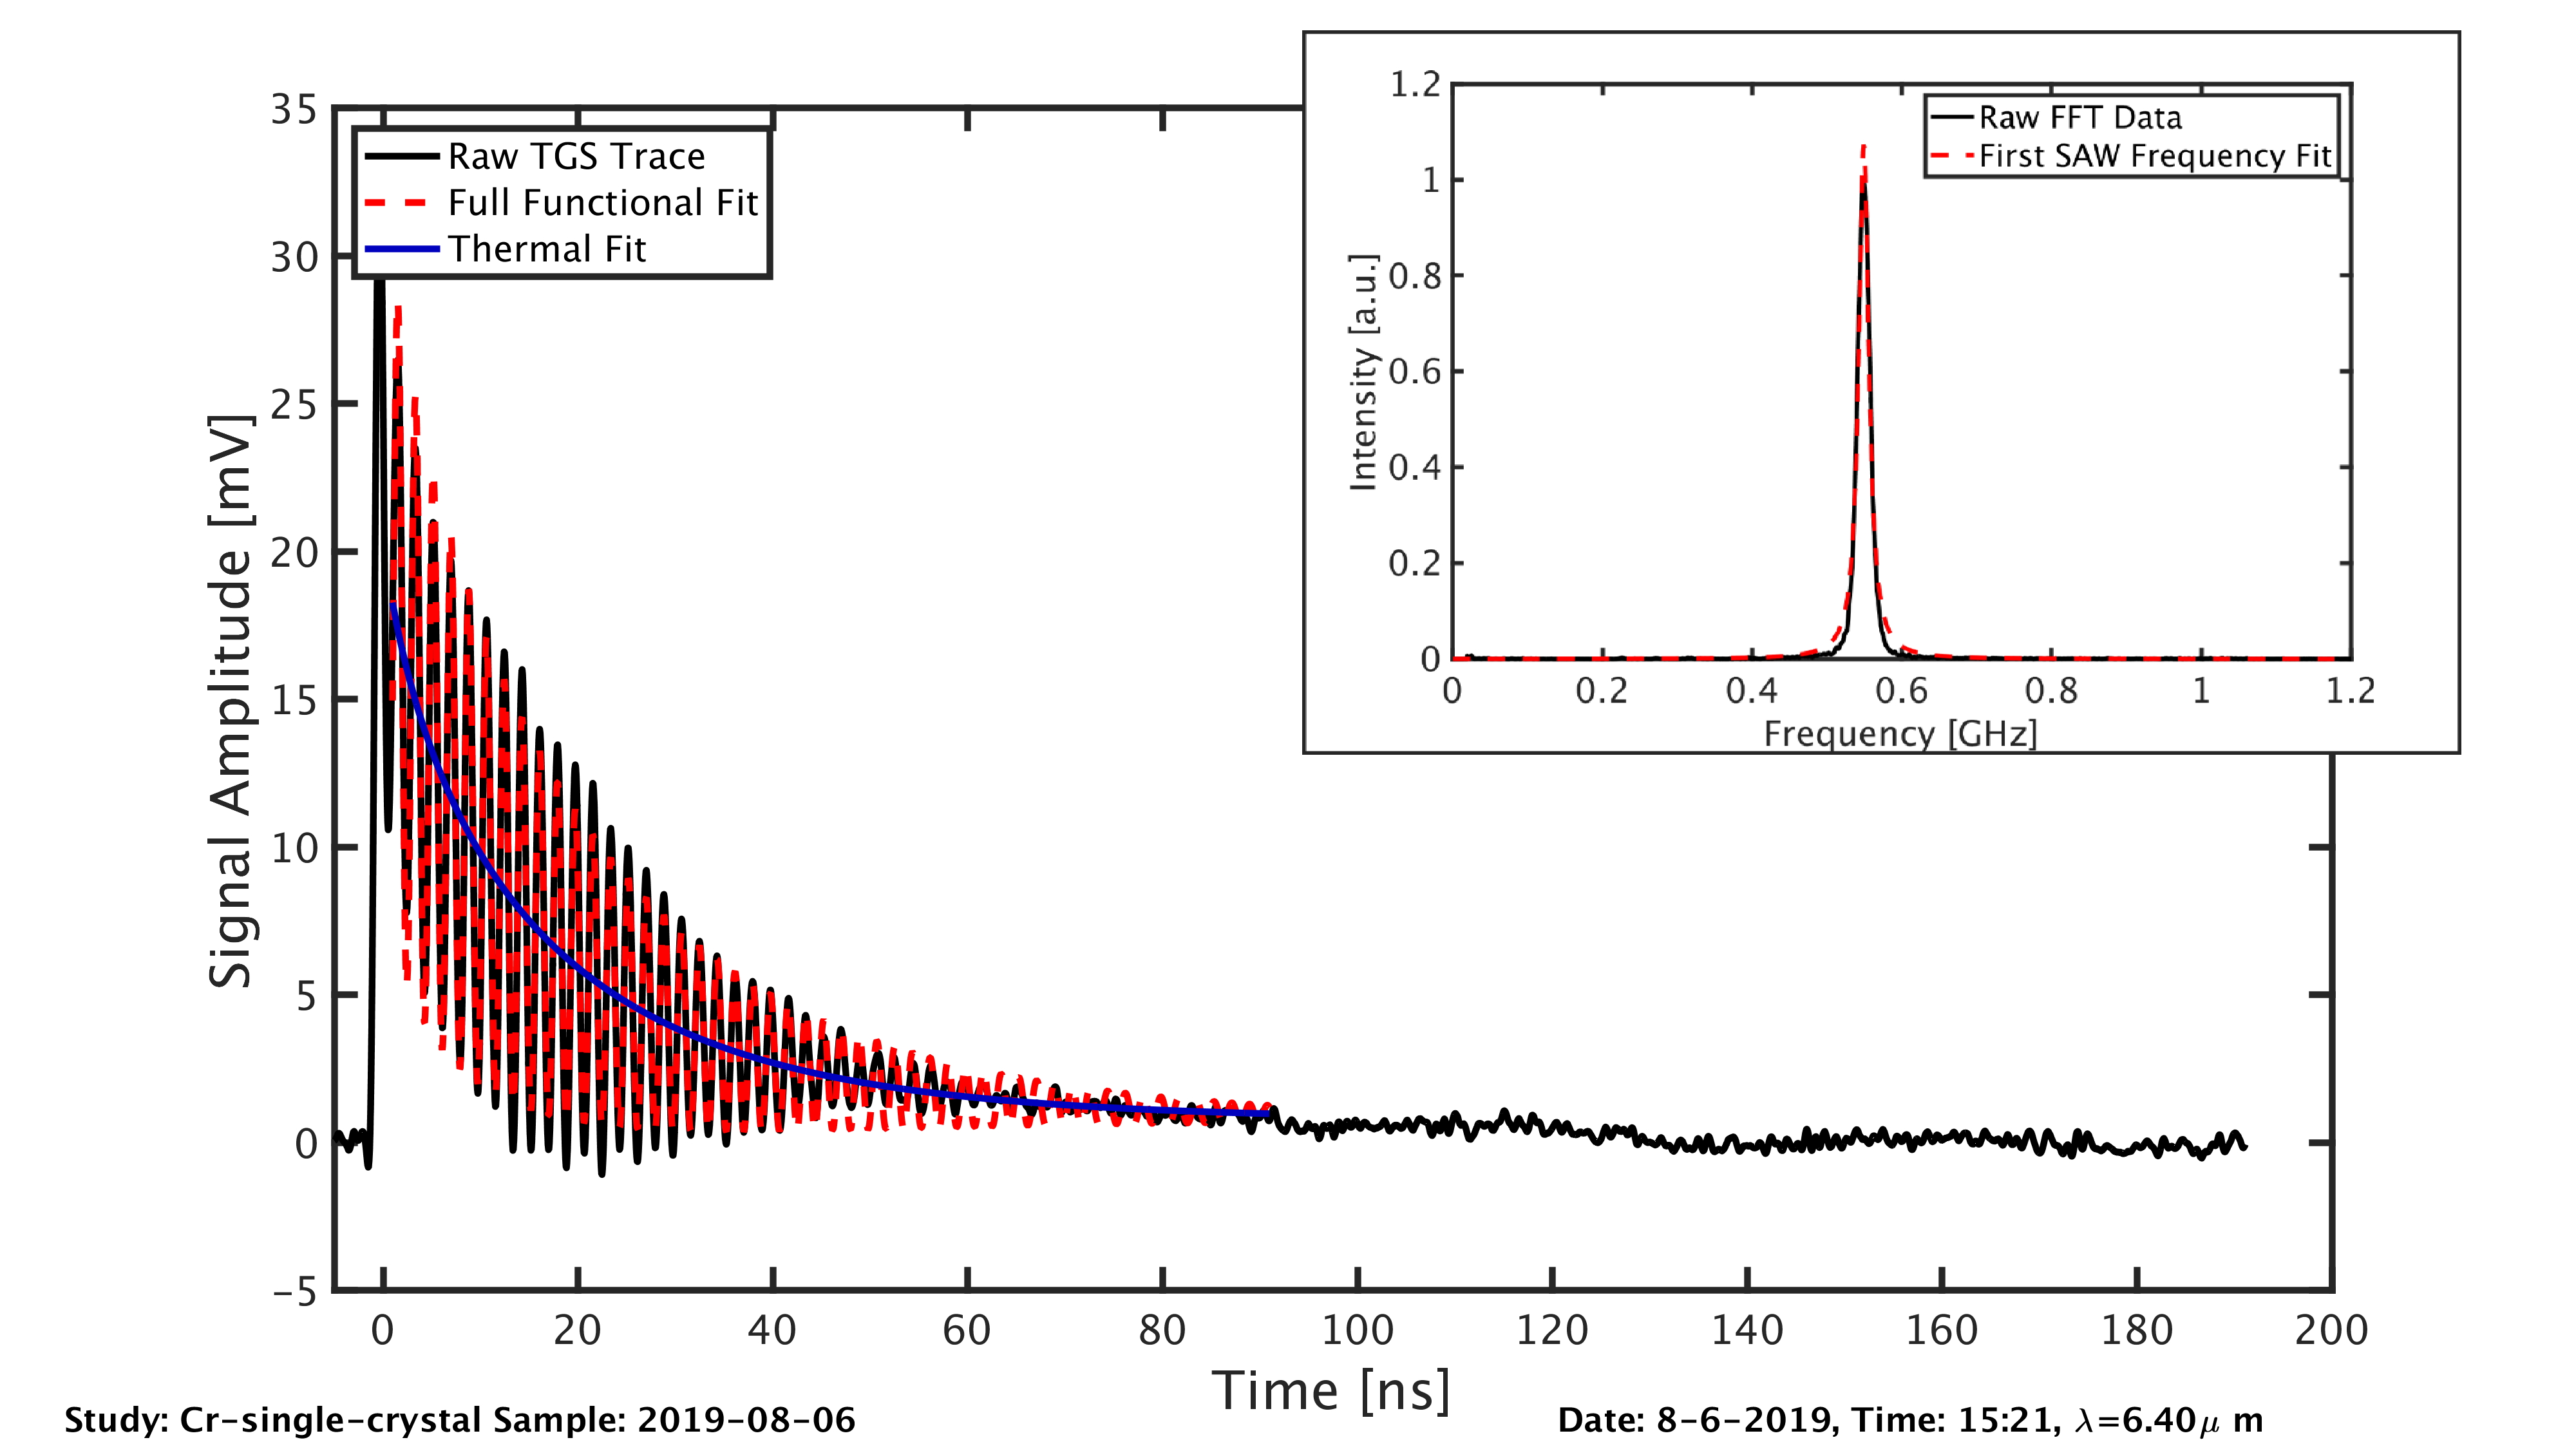 35
30
25
20
15
10
5
0
-5
Signal Amplitude [mV]
Raw TGS Trace
Full Functional Fit
Thermal Fit
1.2
1
0.8
0.6
0.4
0.2
0
Intensity [a.u.]
Raw FFT Data
First SAW Frequency Fit
0 0.2 0.4 0.6 0.8 1 1.2
Frequency [GHz]
0 20 40 60 80 100 120 140 160 180 200
Time [ns]
Study: Cr-single-crystal Sample: 2019-08-06
Date: 8-6-2019, Time: 15:21, λ=6.40μ m